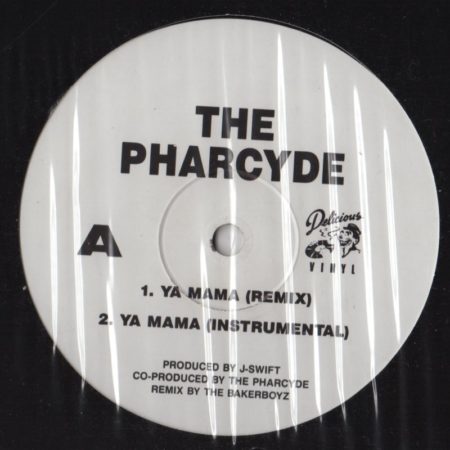 THE
PHARCYDE
A
Delicious
VINYL
1. YA MAMA (REMIX)
2. YA MAMA (INSTRUMENTAL)
PRODUCED BY J-SWIFT
CO-PRODUCED BY THE PHARCYDE
REMIX BY THE BAKERBOYZ